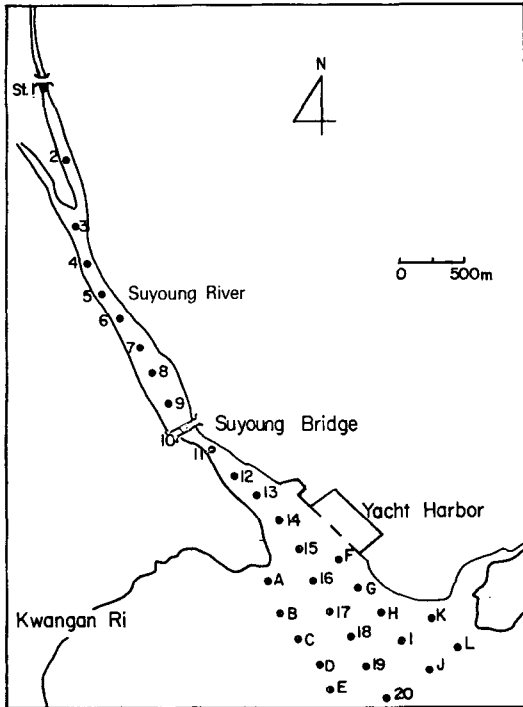 N
St.1
2
3
4
0 500m
5 Suyoung River
6
7
8
9
Suyoung Bridge
10
11
12
13
Yacht Harbor
14
15 F
A 16 G
Kwangan Ri B 17 H K
C 18 I L
D 19 J
E 20